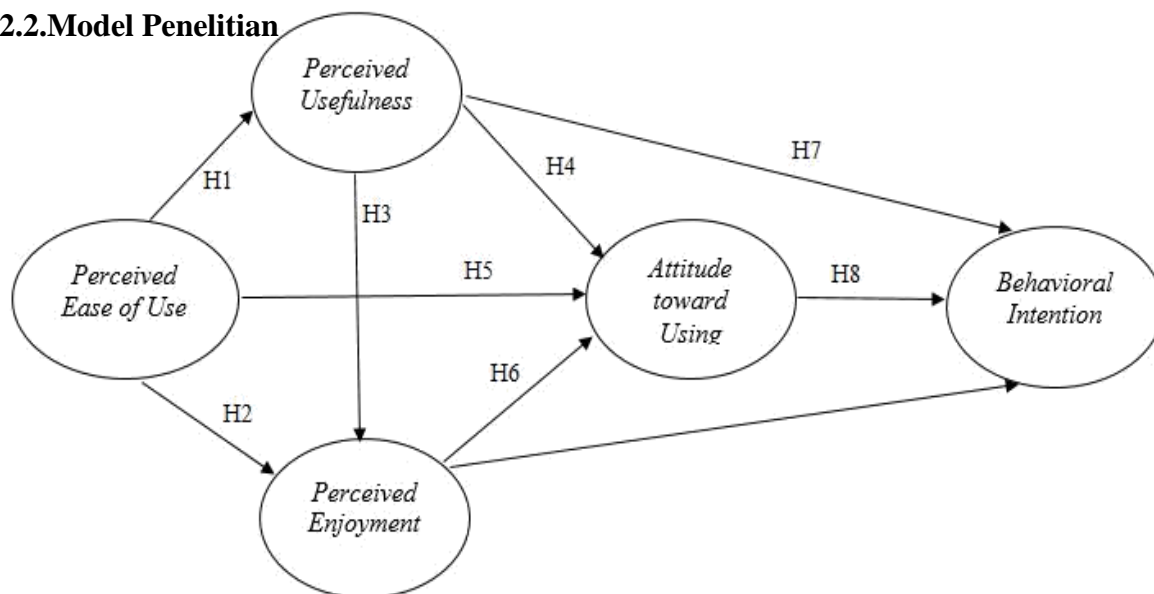 2.2.Model Penelitian
Perceived
Usefulness
H7
H4
H1
H3
Perceived
Ease of Use
H5
Attitude
toward
Using
H8
Behavioral
Intention
H6
H2
Perceived
Enjoyment